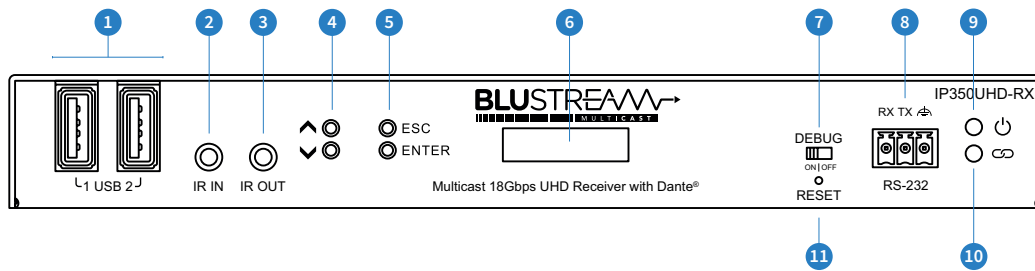 1 2 3 4 5 6 7 8 9
BLUSTREAM
MULTICAST
IP350UHD-RX
RX TX
ESC
ENTER
DEBUG
ON | OFF
RESET
RS-232
1 USB 2
IR IN
IR OUT
Multicast 18Gbps UHD Receiver with Dante®
11 10